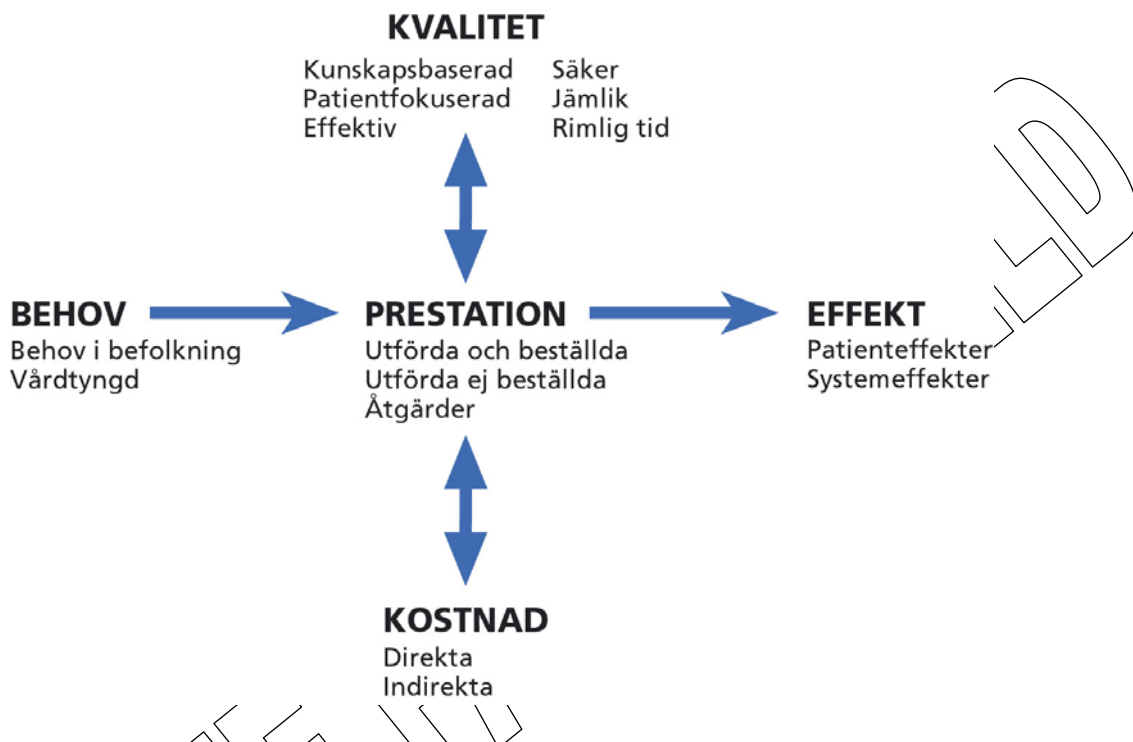 KVALITET
Kunskapsbaserad Säker
Patientfokuserad Jämlik
Effektiv Rimlig tid
BEHOV
Behov i befolkning
Vårdtyngd
PRESTATION
Utförda och beställda
Utförda ej beställda
Åtgärder
EFFEKT
Patienteffekter
Systemeffekter
KOSTNAD
Direkta
Indirekta